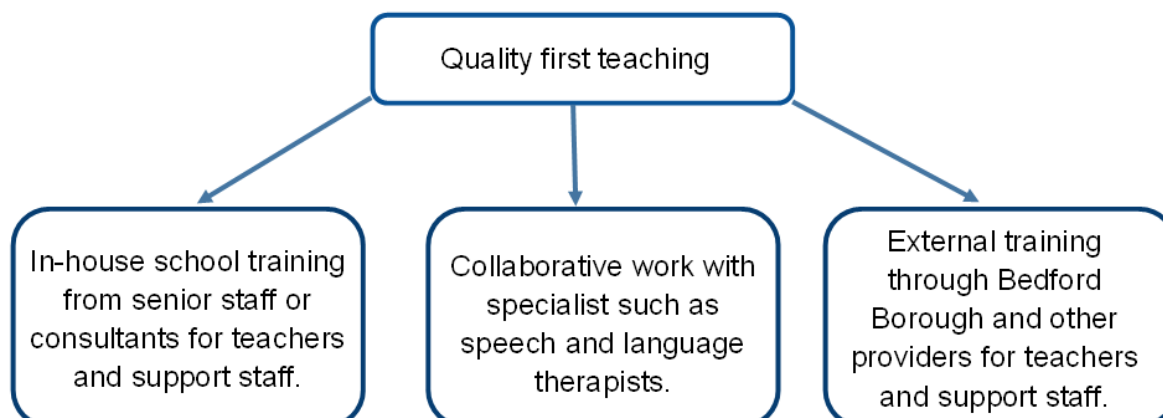 Quality first teaching
In-house school training
from senior staff or
consultants for teachers
and support staff.
Collaborative work with
specialist such as
speech and language
therapists.
External training
through Bedford
Borough and other
providers for teachers
and support staff.